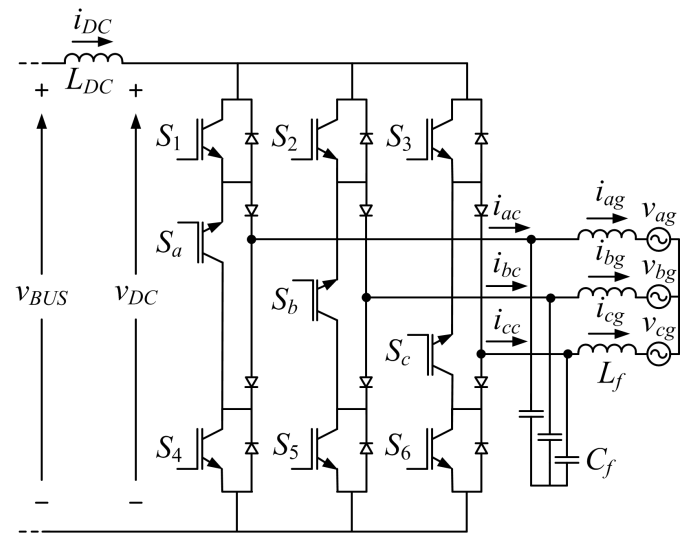 i_DC
L_DC
+ +
S_1 S_2 S_3
i_ac i_ag v_ag
S_a
i_bc i_bg v_bg
v_BUS v_DC S_b
i_cc i_cg v_cg
S_c
L_f
S_4 S_5 S_6
C_f
− −